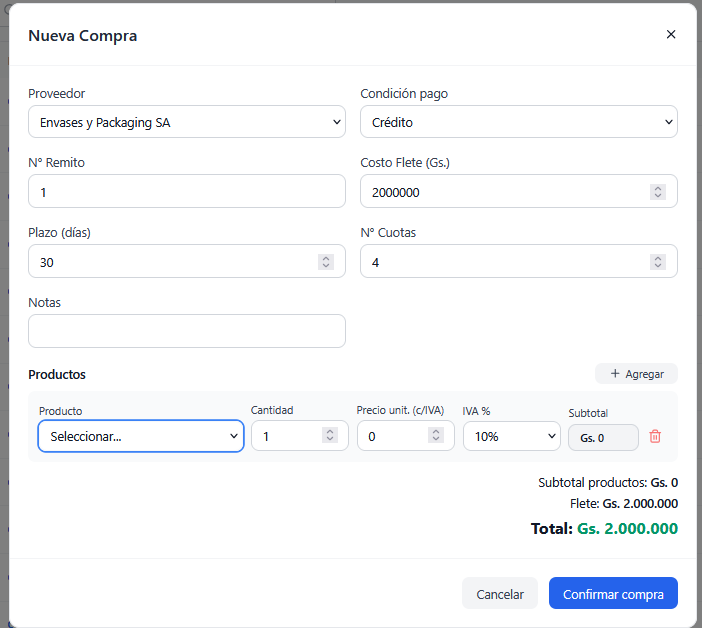 Nueva Compra
Proveedor Condición pago
Envases y Packaging SA Crédito
N° Remito Costo Flete (Gs.)
1 2000000
Plazo (días) N° Cuotas
30 4
Notas
Productos + Agregar
Producto Cantidad Precio unit. (c/IVA) IVA % Subtotal
Seleccionar... 1 0 10% Gs. 0
Subtotal productos: Gs. 0
Flete: Gs. 2.000.000
Total: Gs. 2.000.000
Cancelar Confirmar compra